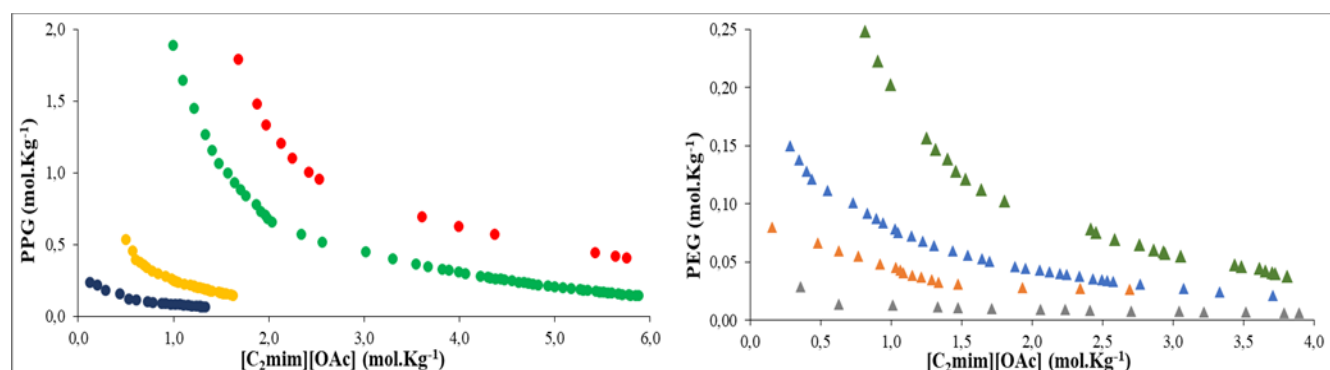 PPG (mol.Kg⁻¹)
2,0
1,5
1,0
0,5
0,0
0,0 1,0 2,0 3,0 4,0 5,0 6,0
[C₂mim][OAc] (mol.Kg⁻¹)
PEG (mol.Kg⁻¹)
0,25
0,20
0,15
0,10
0,05
0,00
0,0 0,5 1,0 1,5 2,0 2,5 3,0 3,5 4,0
[C₂mim][OAc] (mol.Kg⁻¹)